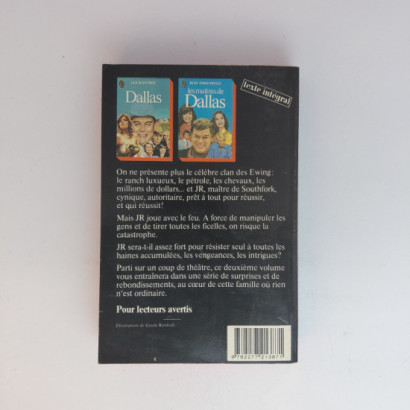 Dallas
les maîtres de
Dallas
texte intégral
On ne présente plus le célèbre clan des Ewing:
le ranch luxueux, le pétrole, les chevaux, les
millions de dollars... et JR, maître de Southfork,
cynique, autoritaire, prêt à tout pour réussir,
et qui réussit!
Mais JR joue avec le feu. A force de manipuler les
gens et de tirer toutes les ficelles, on risque la
catastrophe.
JR sera-t-il assez fort pour résister seul à toutes les
haines accumulées, les vengeances, les intrigues?
Parti sur un coup de théâtre, ce deuxième volume
vous entraînera dans une série de surprises et de
rebondissements, au cœur de cette famille où rien
n'est ordinaire.
Pour lecteurs avertis
Illustration de